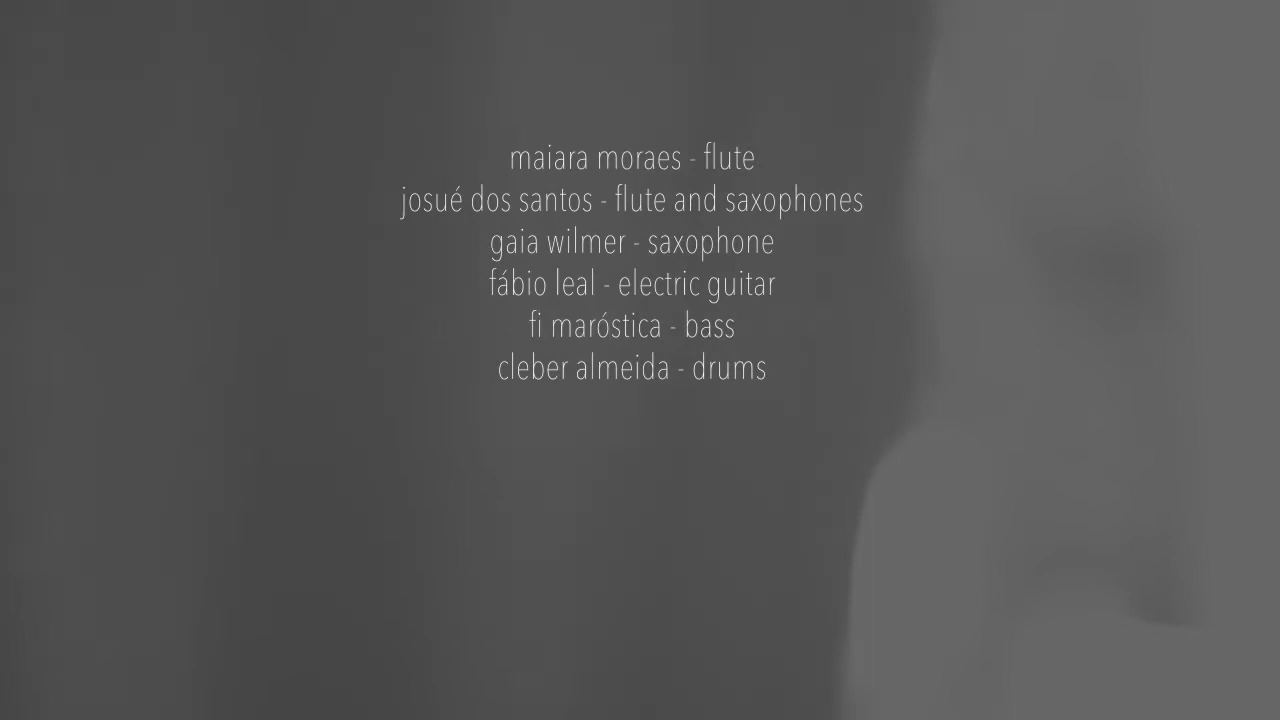 maiara moraes - flute
josué dos santos - flute and saxophones
gaia wilmer - saxophone
fábio leal - electric guitar
fi maróstica - bass
cleber almeida - drums